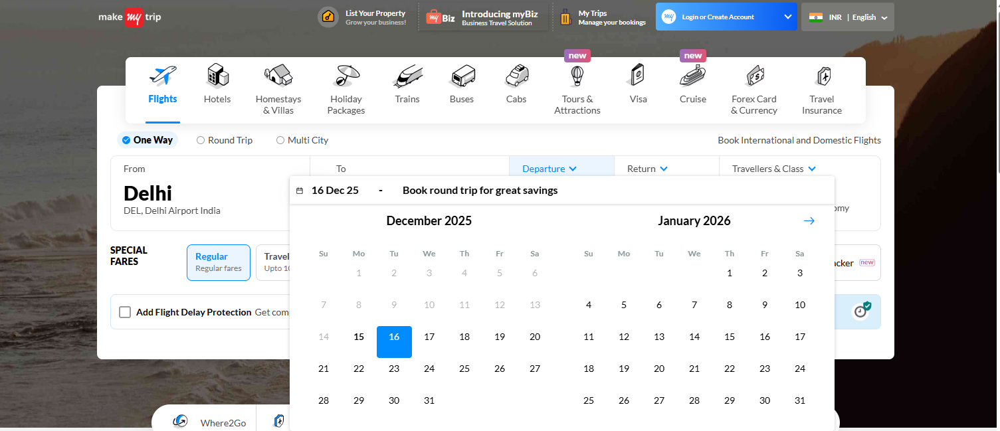 make my trip
List Your Property
Grow your business!
my Biz
Introducing myBiz
Business Travel Solution
My Trips
Manage your bookings
my
Login or Create Account
INR | English
new
new
Flights
Hotels
Homestays
& Villas
Holiday
Packages
Trains
Buses
Cabs
Tours &
Attractions
Visa
Cruise
Forex Card
& Currency
Travel
Insurance
One Way
Round Trip
Multi City
Book International and Domestic Flights
From
To
Departure
Return
Travellers & Class
Delhi
DEL, Delhi Airport India
16 Dec 25 - Book round trip for great savings
December 2025
January 2026
Su Mo Tu We Th Fr Sa
1 2 3 4 5 6
7 8 9 10 11 12 13
14 15 16 17 18 19 20
21 22 23 24 25 26 27
28 29 30 31
Su Mo Tu We Th Fr Sa
1 2 3
4 5 6 7 8 9 10
11 12 13 14 15 16 17
18 19 20 21 22 23 24
25 26 27 28 29 30 31
SPECIAL
FARES
Regular
Regular fares
Travel
Upto 10
new
Add Flight Delay Protection Get com
Where2Go